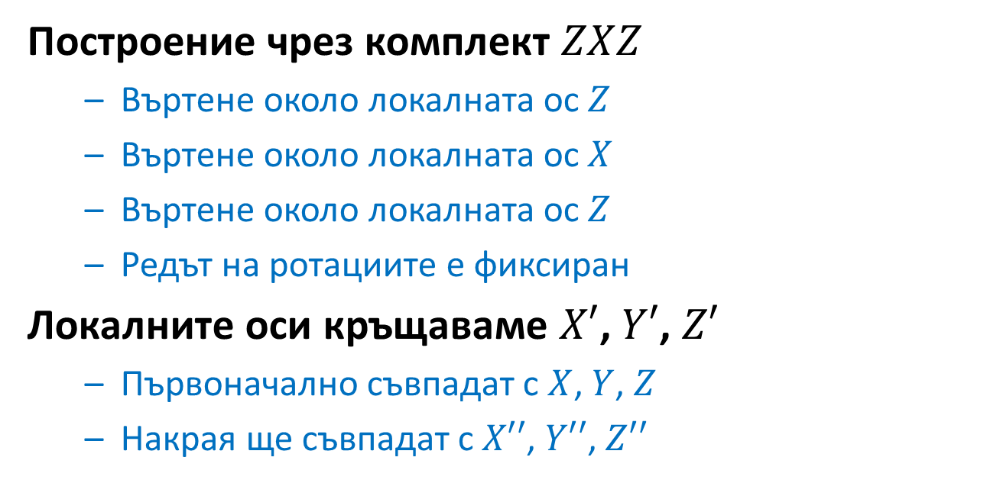 Построение чрез комплект ZXZ
– Въртене около локалната ос Z
– Въртене около локалната ос X
– Въртене около локалната ос Z
– Редът на ротациите е фиксиран
Локалните оси кръщаваме X′, Y′, Z′
– Първоначално съвпадат с X, Y, Z
– Накрая ще съвпадат с X′′, Y′′, Z′′